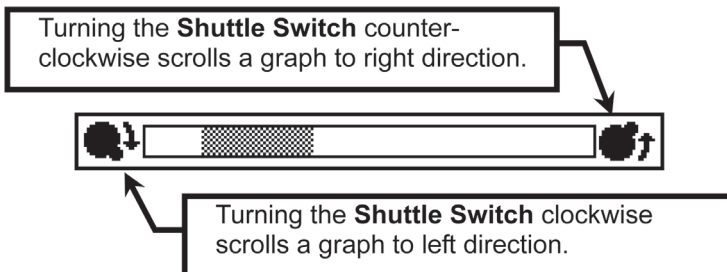 Turning the Shuttle Switch counter-
clockwise scrolls a graph to right direction.
Turning the Shuttle Switch clockwise
scrolls a graph to left direction.